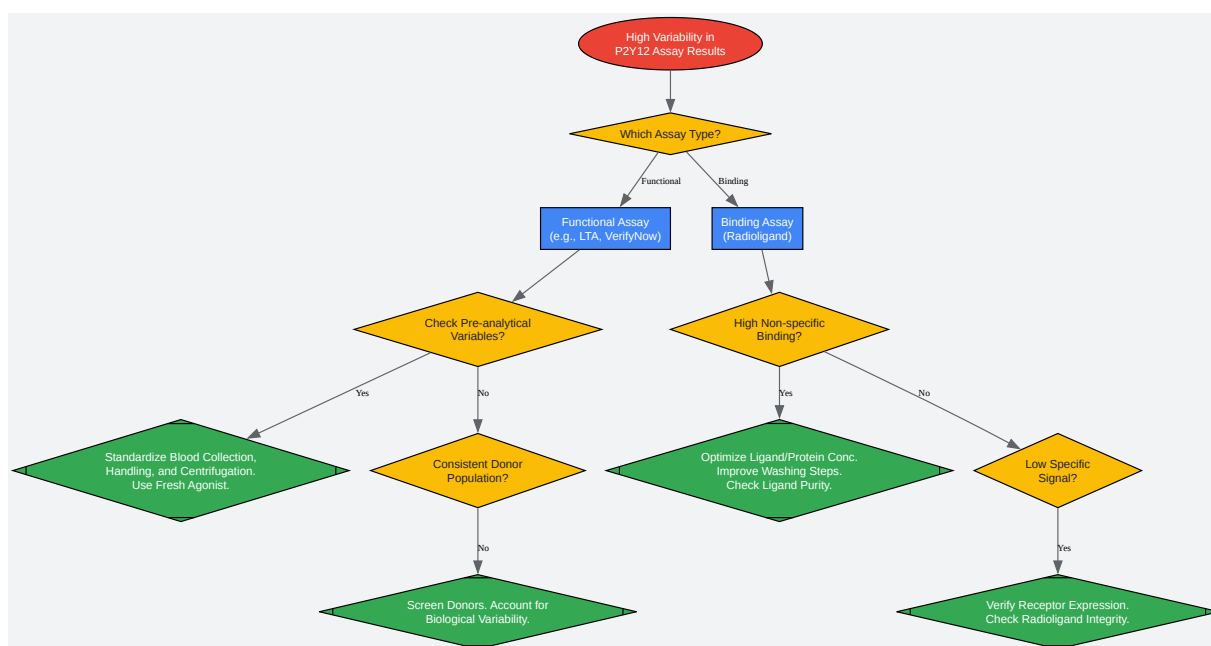 High Variability in
P2Y12 Assay Results
Which Assay Type?
Functional
Binding
Functional Assay
(e.g., LTA, VerifyNow)
Binding Assay
(Radioligand)
Check Pre-analytical
Variables?
High Non-specific
Binding?
Yes
No
Yes
No
Standardize Blood Collection,
Handling, and Centrifugation.
Use Fresh Agonist.
Consistent Donor
Population?
Optimize Ligand/Protein Conc.
Improve Washing Steps.
Check Ligand Purity.
Low Specific
Signal?
No
Yes
Screen Donors. Account for
Biological Variability.
Verify Receptor Expression.
Check Radioligand Integrity.